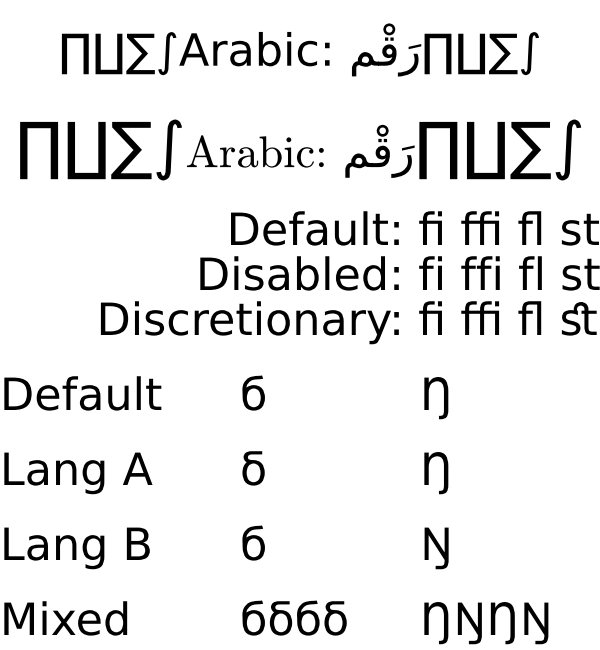 ∏∐∑∫Arabic: رَقْم∏∐∑∫
∏∐∑∫Arabic: رَقْم∏∐∑∫
Default: fi ffi fl st
Disabled: fi ffi fl st
Discretionary: fi ffi fl st
Default б Ŋ
Lang A б Ŋ
Lang B б Ŋ
Mixed бббб ŊŊŊŊ